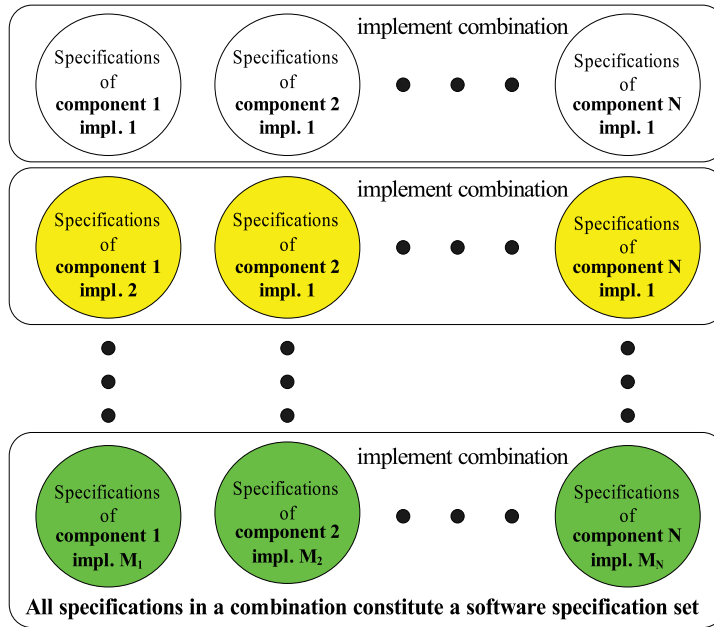 implement combination
Specifications
of
component 1
impl. 1
Specifications
of
component 2
impl. 1
Specifications
of
component N
impl. 1
implement combination
Specifications
of
component 1
impl. 2
Specifications
of
component 2
impl. 1
Specifications
of
component N
impl. 1
implement combination
Specifications
of
component 1
impl. M₁
Specifications
of
component 2
impl. M₂
Specifications
of
component N
impl. Mɴ
All specifications in a combination constitute a software specification set